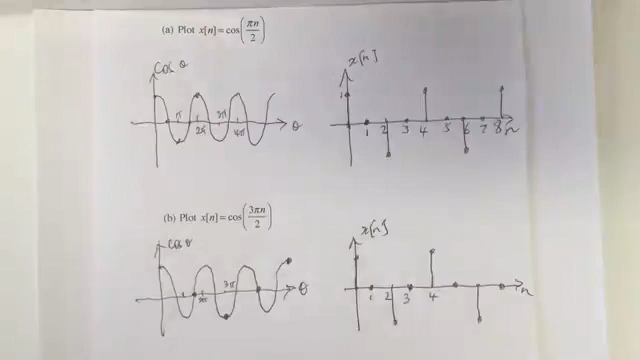 (a) Plot x[n]=cos(πn/2)
Cos θ
x[n]
π 2π 3π 4π θ
1
1 2 3 4 5 6 7 8 n
(b) Plot x[n]=cos(3πn/2)
Cos θ
x[n]
3π θ
1 2 3 4 n